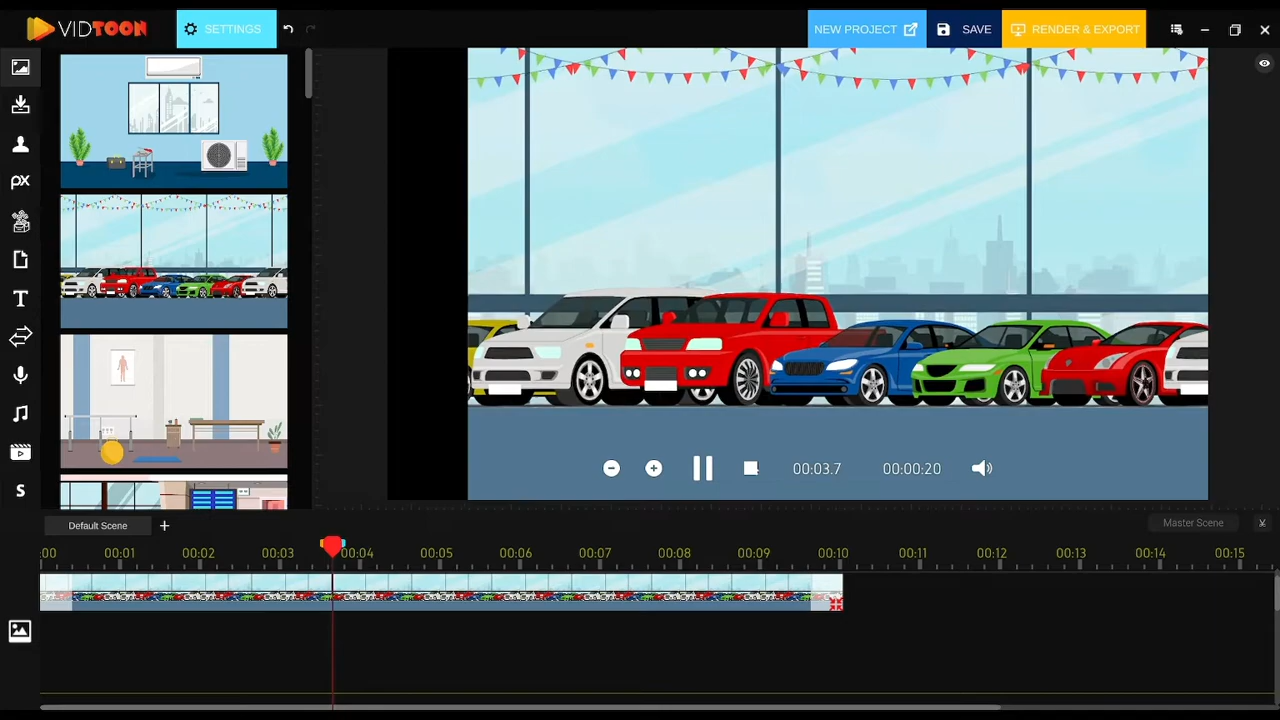 VIDTOON
SETTINGS
NEW PROJECT
SAVE
RENDER & EXPORT
px
T
S
00:03.7
00:00:20
Default Scene
+
Master Scene
:00 00:01 00:02 00:03 00:04 00:05 00:06 00:07 00:08 00:09 00:10 00:11 00:12 00:13 00:14 00:15